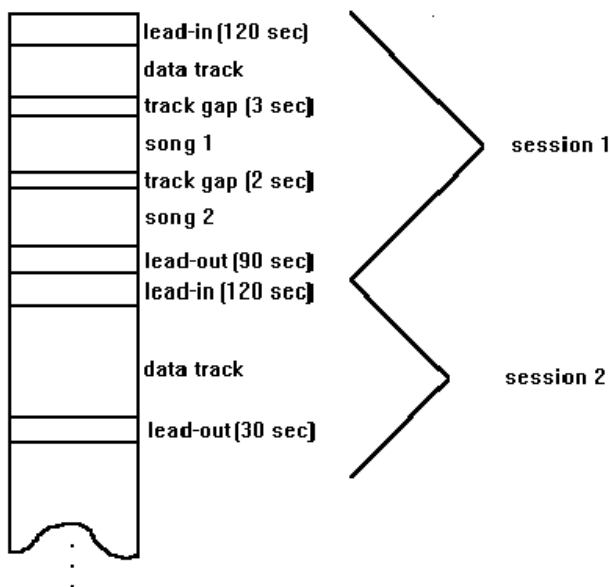 lead-in (120 sec)
data track
track gap (3 sec)
song 1
session 1
track gap (2 sec)
song 2
lead-out (90 sec)
lead-in (120 sec)
data track
session 2
lead-out (30 sec)